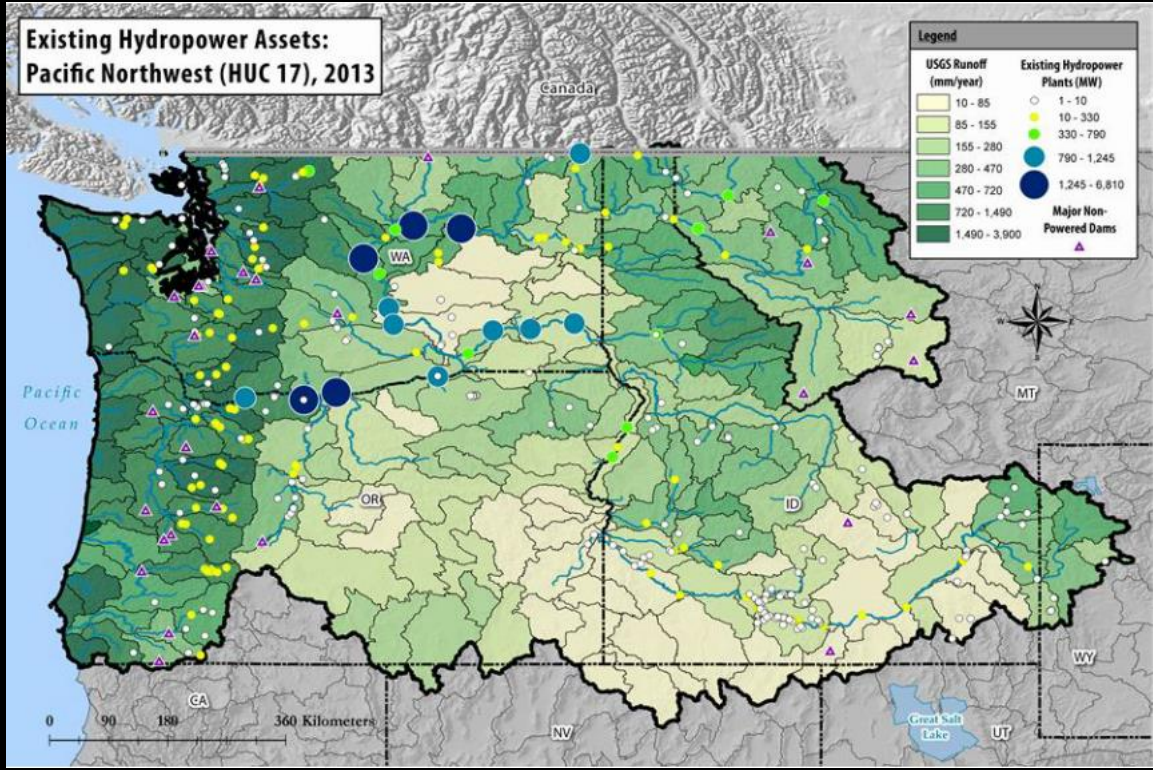 Existing Hydropower Assets:
Pacific Northwest (HUC 17), 2013
Legend
USGS Runoff
(mm/year)
10 - 85
85 - 155
155 - 280
280 - 470
470 - 720
720 - 1,490
1,490 - 3,900
Existing Hydropower
Plants (MW)
1 - 10
10 - 330
330 - 790
790 - 1,245
1,245 - 6,810
Major Non-
Powered Dams
Canada
WA
N
W
E
S
Pacific
Ocean
MT
OR
ID
WY
CA
NV
Great Salt
Lake
UT
0 90 180 360 Kilometers